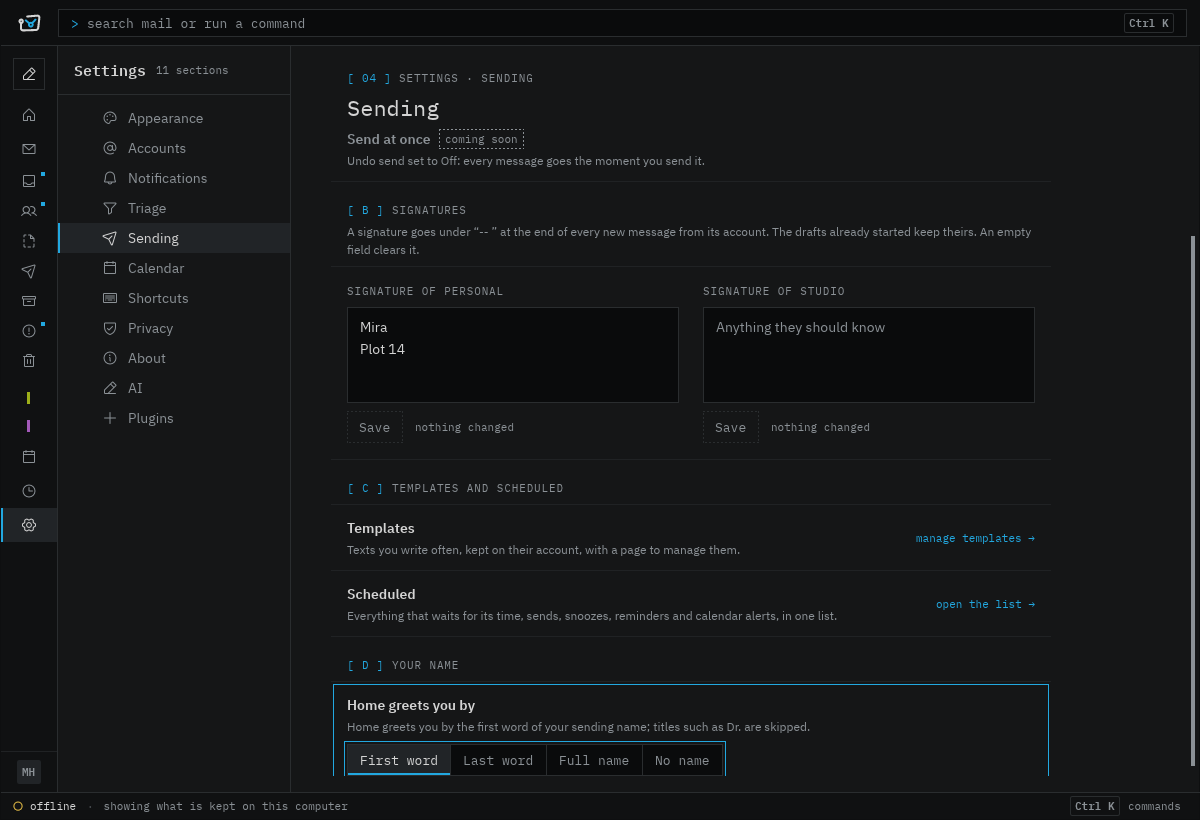 > search mail or run a command
Ctrl K
Settings 11 sections
Appearance
Accounts
Notifications
Triage
Sending
Calendar
Shortcuts
Privacy
About
AI
Plugins
MH
[ 04 ] SETTINGS · SENDING
Sending
Send at once coming soon
Undo send set to Off: every message goes the moment you send it.
[ B ] SIGNATURES
A signature goes under “-- ” at the end of every new message from its account. The drafts already started keep theirs. An empty
field clears it.
SIGNATURE OF PERSONAL
Mira
Plot 14
Save nothing changed
SIGNATURE OF STUDIO
Anything they should know
Save nothing changed
[ C ] TEMPLATES AND SCHEDULED
Templates
Texts you write often, kept on their account, with a page to manage them.
manage templates →
Scheduled
Everything that waits for its time, sends, snoozes, reminders and calendar alerts, in one list.
open the list →
[ D ] YOUR NAME
Home greets you by
Home greets you by the first word of your sending name; titles such as Dr. are skipped.
First word Last word Full name No name
offline · showing what is kept on this computer
Ctrl K commands